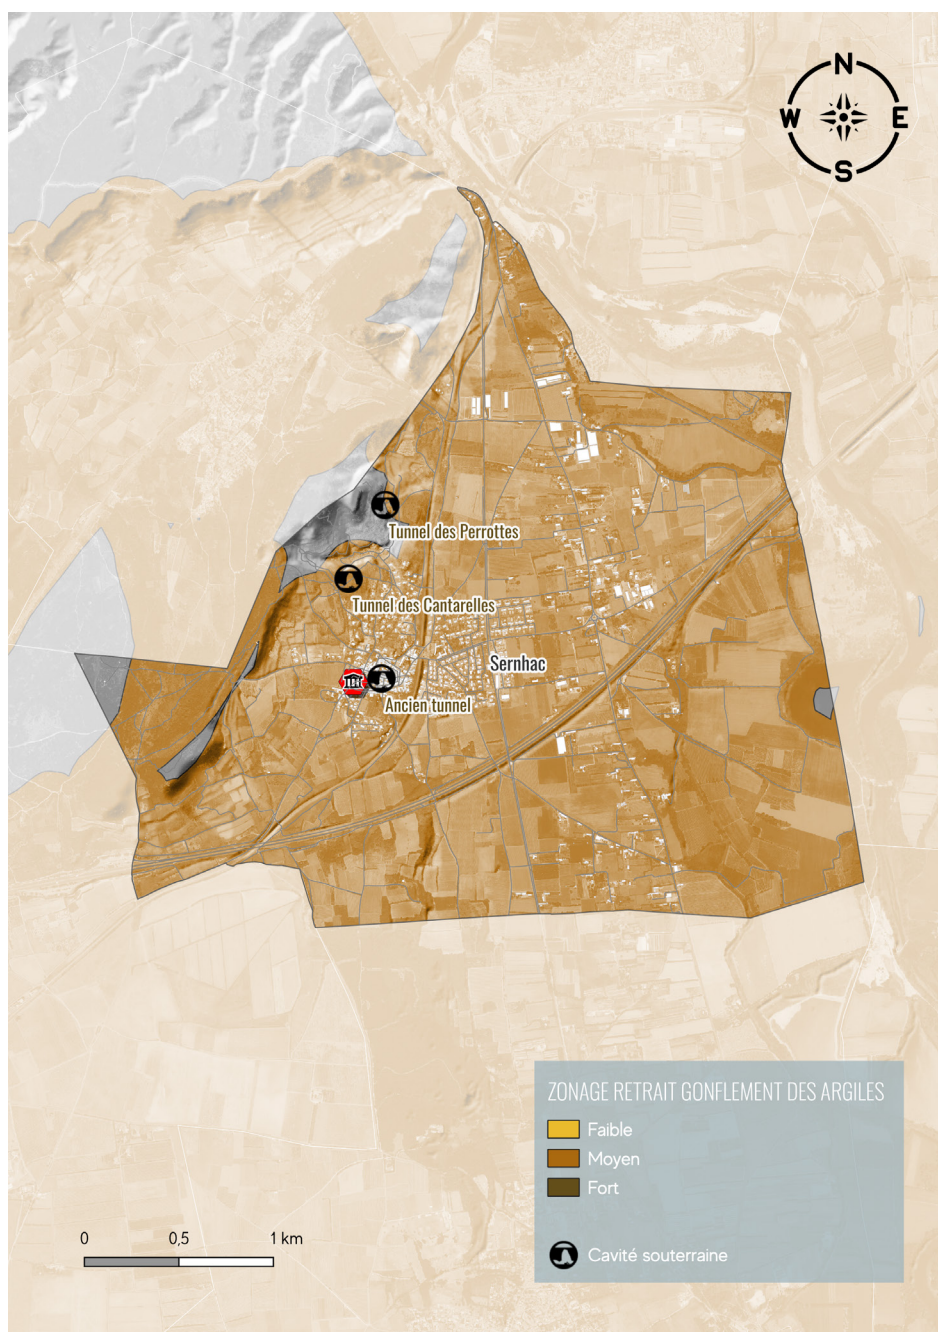 N
W E
S
Tunnel des Perrottes
Tunnel des Cantarelles
Sernhac
Ancien tunnel
ZONAGE RETRAIT GONFLEMENT DES ARGILES
Faible
Moyen
Fort
0 0,5 1 km
Cavité souterraine